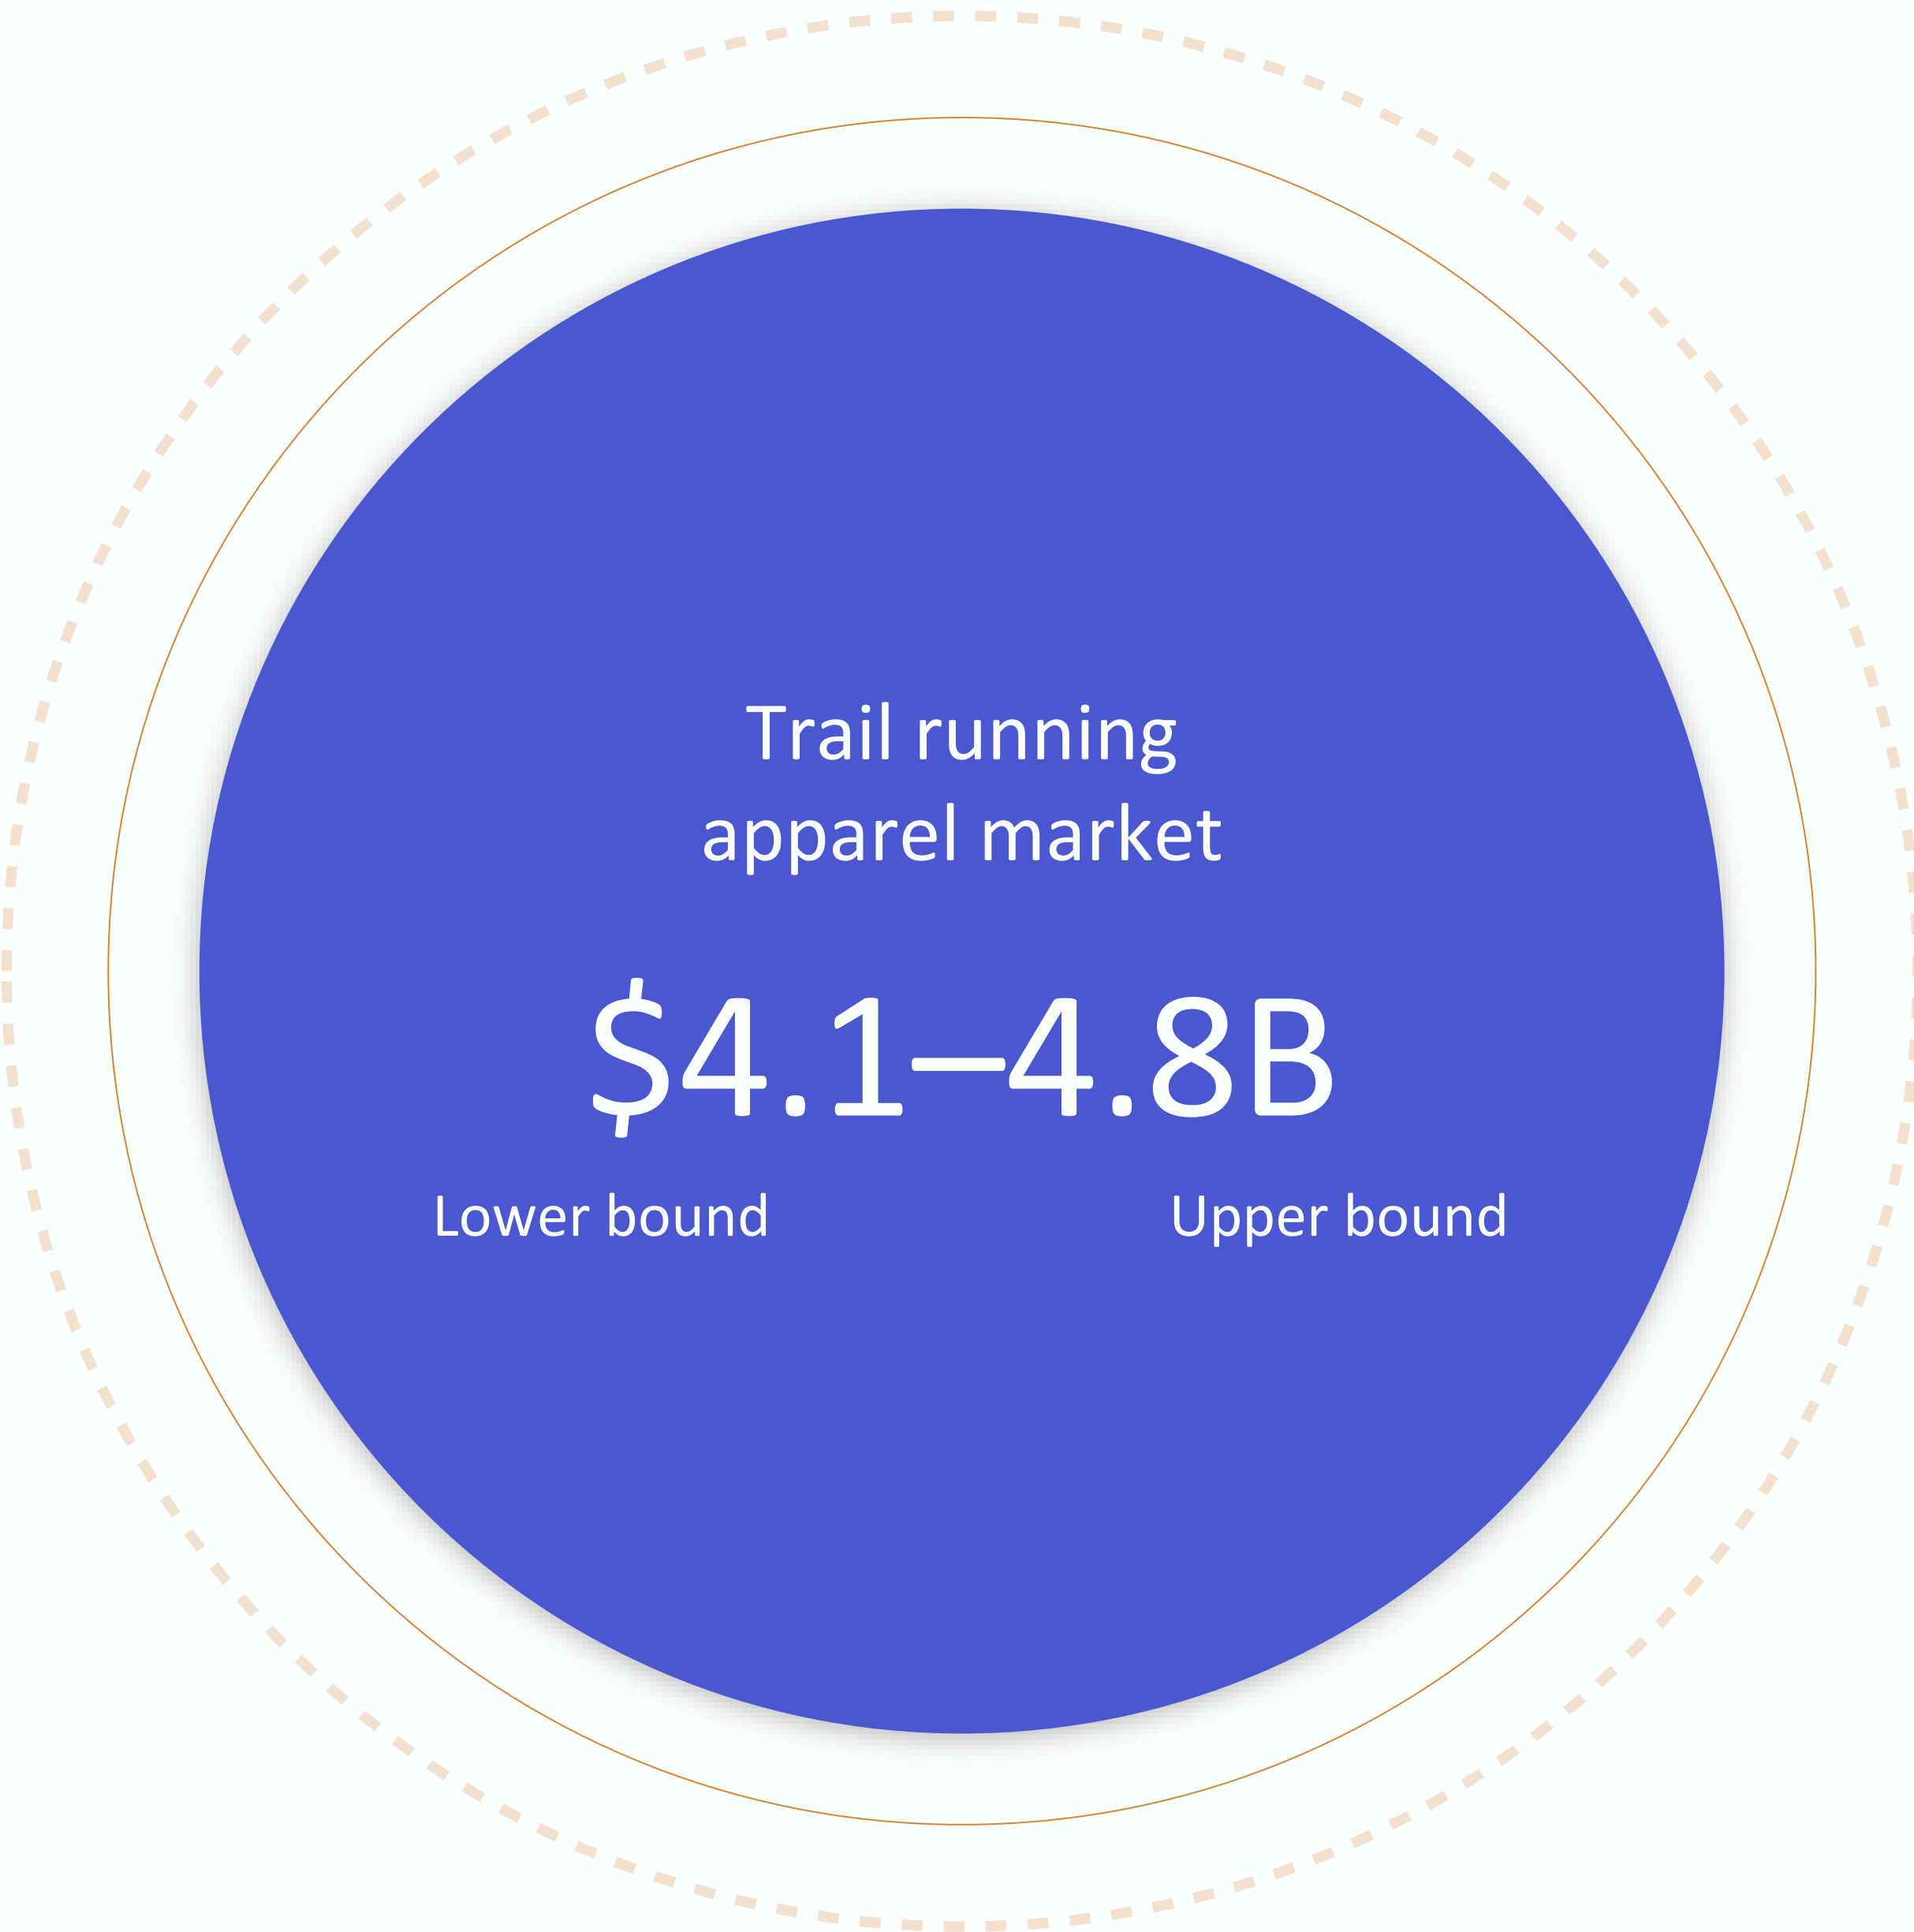 Trail running
apparel market
$4.1–4.8B
Lower bound
Upper bound